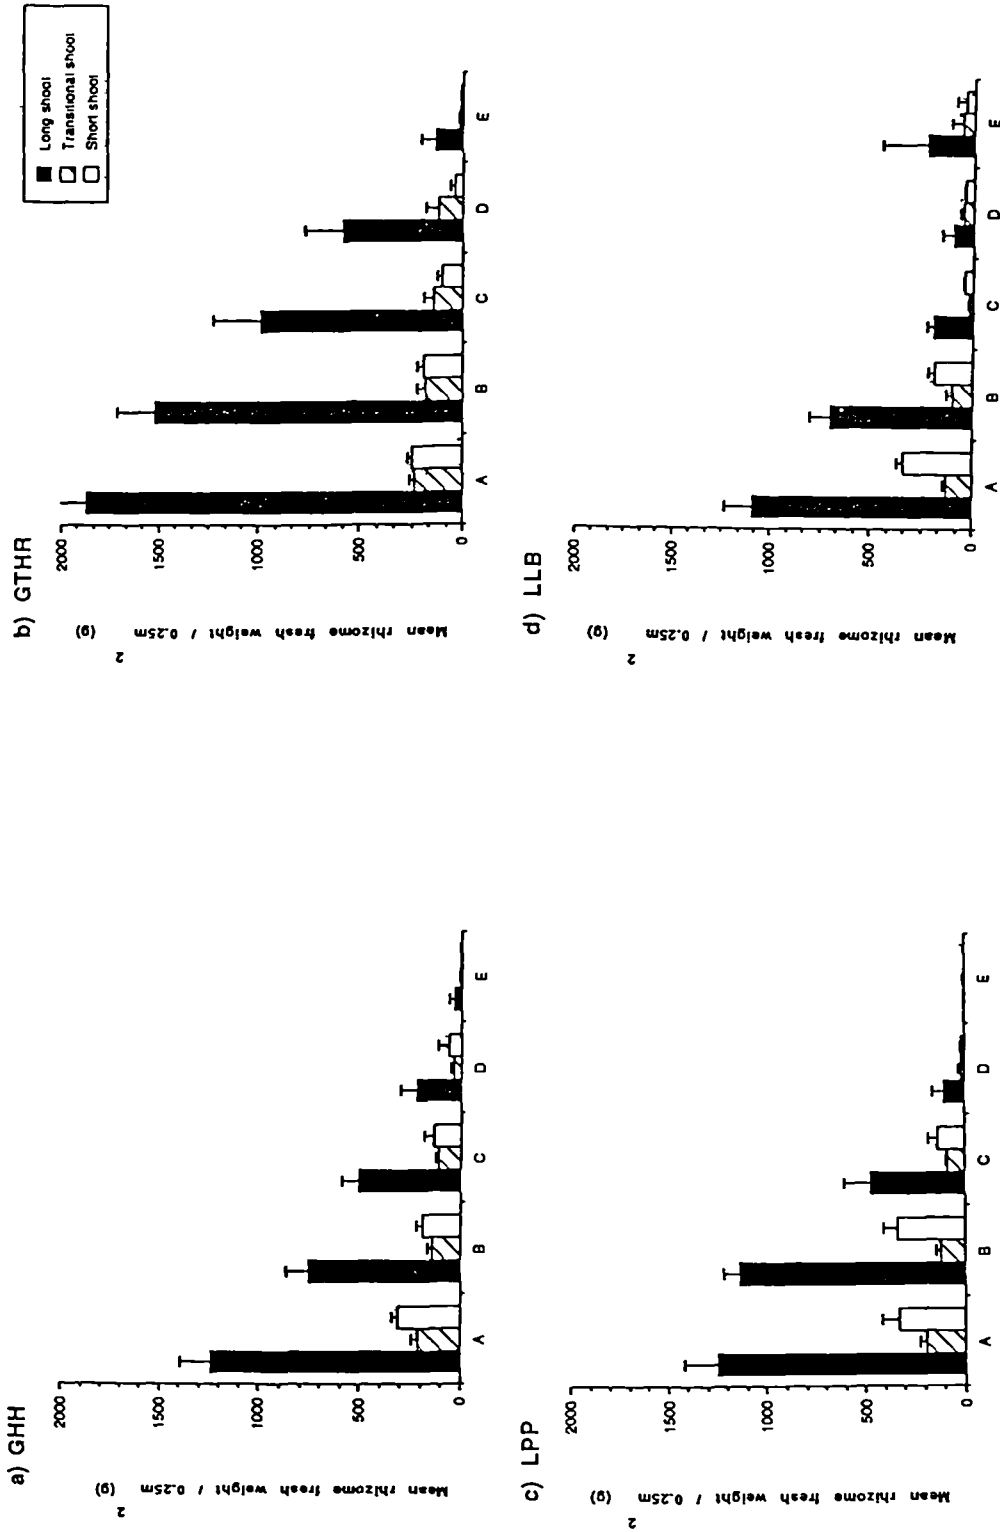 Long shoot
Transitional shoot
Short shoot
a) GHH
Mean rhizome fresh weight / 0.25m
2
(g)
2000
1500
1000
500
0
A
B
C
D
E
b) GTHR
Mean rhizome fresh weight / 0.25m
2
(g)
2000
1500
1000
500
0
A
B
C
D
E
c) LPP
Mean rhizome fresh weight / 0.25m
2
(g)
2000
1500
1000
500
0
A
B
C
D
E
d) LLB
Mean rhizome fresh weight / 0.25m
2
(g)
2000
1500
1000
500
0
A
B
C
D
E